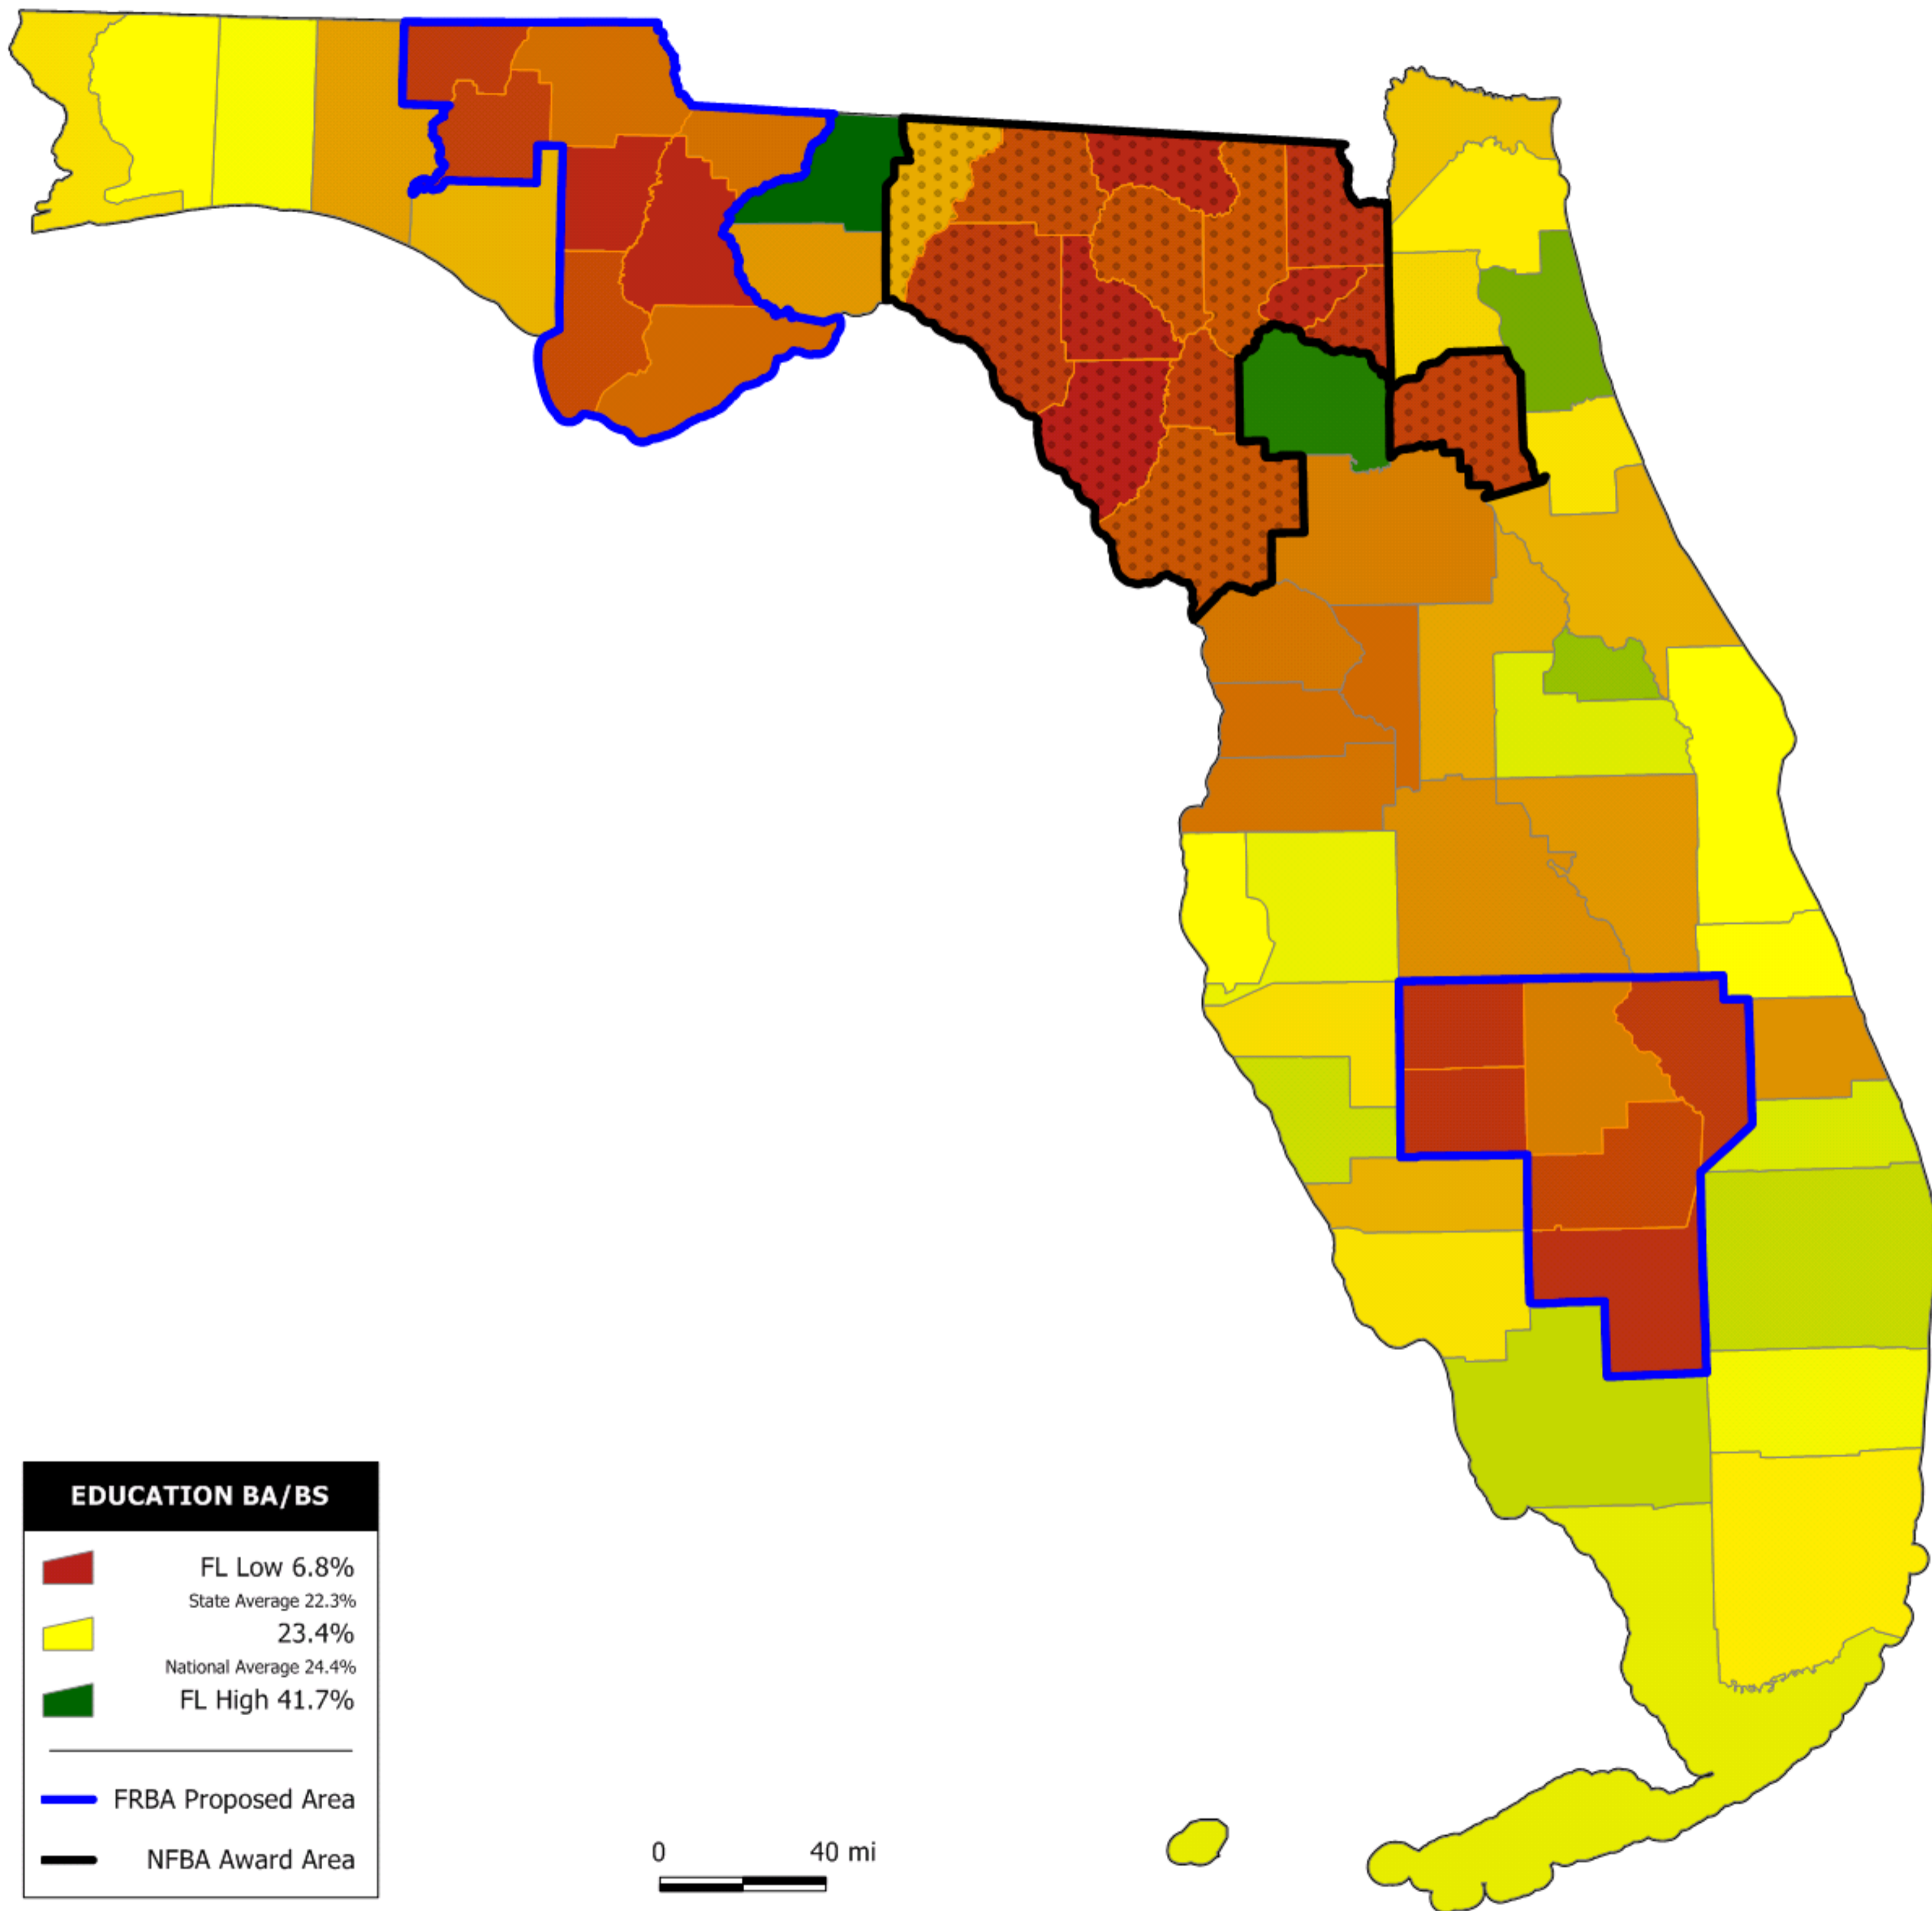 EDUCATION BA/BS
FL Low 6.8%
State Average 22.3%
23.4%
National Average 24.4%
FL High 41.7%
FRBA Proposed Area
NFBA Award Area
0 40 mi